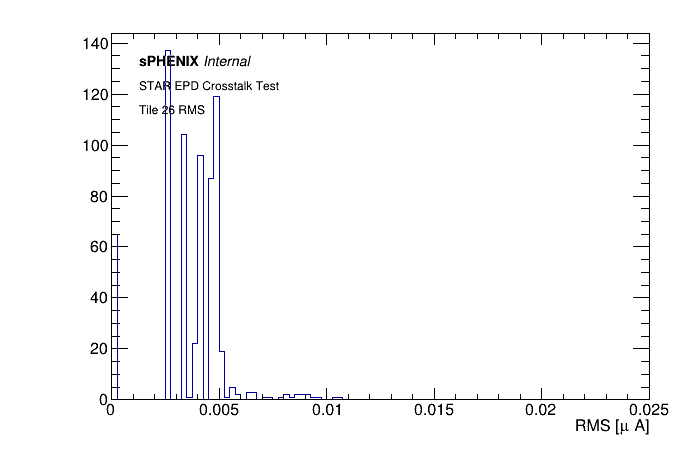 140
120
100
80
60
40
20
0
sPHENIX Internal
STAR EPD Crosstalk Test
Tile 26 RMS
0 0.005 0.01 0.015 0.02 0.025
RMS [μ A]